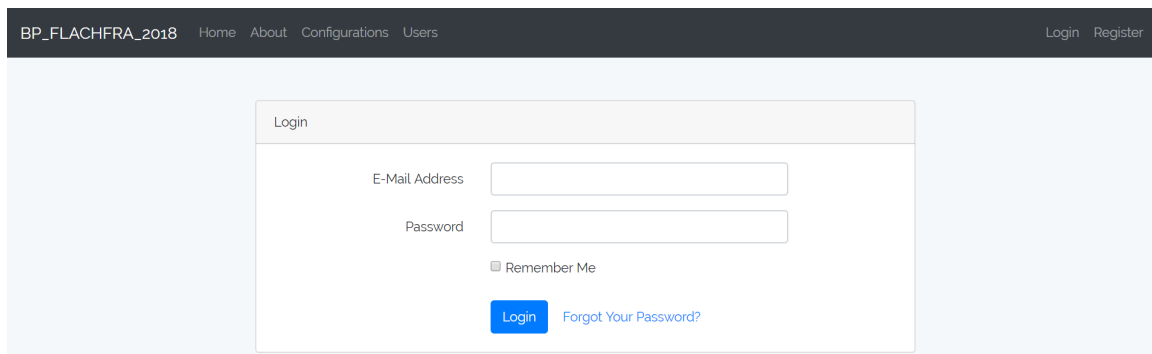 BP_FLACHFRA_2018 Home About Configurations Users Login Register
Login
E-Mail Address
Password
Remember Me
Login Forgot Your Password?